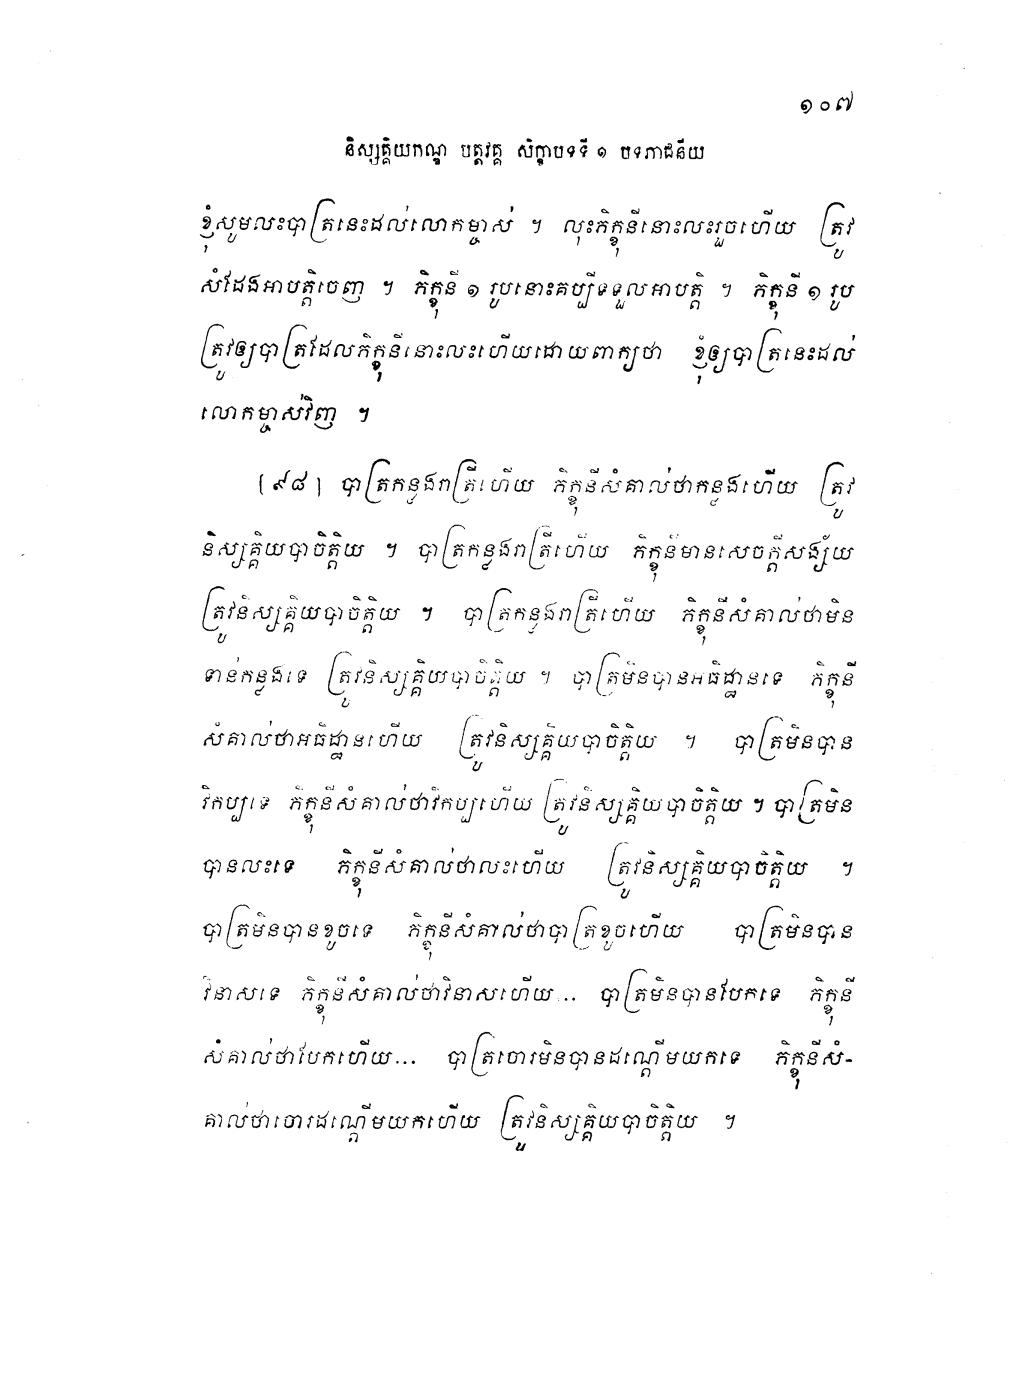 ១០៧
និស្សគ្គិយកណ្ឌ បត្តវគ្គ សិក្ខាបទទី ១ បទភាជនីយ
ខ្ញុំសូមលះបាត្រនេះដល់លោកម្ចាស់ ។ លុះភិក្ខុនីនោះលះរួចហើយ ត្រូវ
សំដែងអាបត្តិចេញ ។ ភិក្ខុនី ១ រូបនោះគប្បីទទួលអាបត្តិ ។ ភិក្ខុនី ១ រូប
ត្រូវឲ្យបាត្រដែលភិក្ខុនីនោះលះហើយដោយពាក្យថា ខ្ញុំឲ្យបាត្រនេះដល់
លោកម្ចាស់វិញ ។
[៩៨] បាត្រកន្លងរាត្រីហើយ ភិក្ខុនីសំគាល់ថាកន្លងហើយ ត្រូវ
និស្សគ្គិយបាចិត្តិយ ។ បាត្រកន្លងរាត្រីហើយ ភិក្ខុនីមានសេចក្តីសង្ស័យ
ត្រូវនិស្សគ្គិយបាចិត្តិយ ។ បាត្រកន្លងរាត្រីហើយ ភិក្ខុនីសំគាល់ថាមិន
ទាន់កន្លងទេ ត្រូវនិស្សគ្គិយបាចិត្តិយ ។ បាត្រមិនបានអធិដ្ឋានទេ ភិក្ខុនី
សំគាល់ថាអធិដ្ឋានហើយ ត្រូវនិស្សគ្គិយបាចិត្តិយ ។ បាត្រមិនបាន
វិកប្បទេ ភិក្ខុនីសំគាល់ថាវិកប្បហើយ ត្រូវនិស្សគ្គិយបាចិត្តិយ ។ បាត្រមិន
បានលះទេ ភិក្ខុនីសំគាល់ថាលះហើយ ត្រូវនិស្សគ្គិយបាចិត្តិយ ។
បាត្រមិនបានខូចទេ ភិក្ខុនីសំគាល់ថាបាត្រខូចហើយ បាត្រមិនបាន
វិនាសទេ ភិក្ខុនីសំគាល់ថាវិនាសហើយ... បាត្រមិនបានបែកទេ ភិក្ខុនី
សំគាល់ថាបែកហើយ... បាត្រចោរមិនបានដណ្តើមយកទេ ភិក្ខុនីសំ-
គាល់ថាចោរដណ្តើមយកហើយ ត្រូវនិស្សគ្គិយបាចិត្តិយ ។